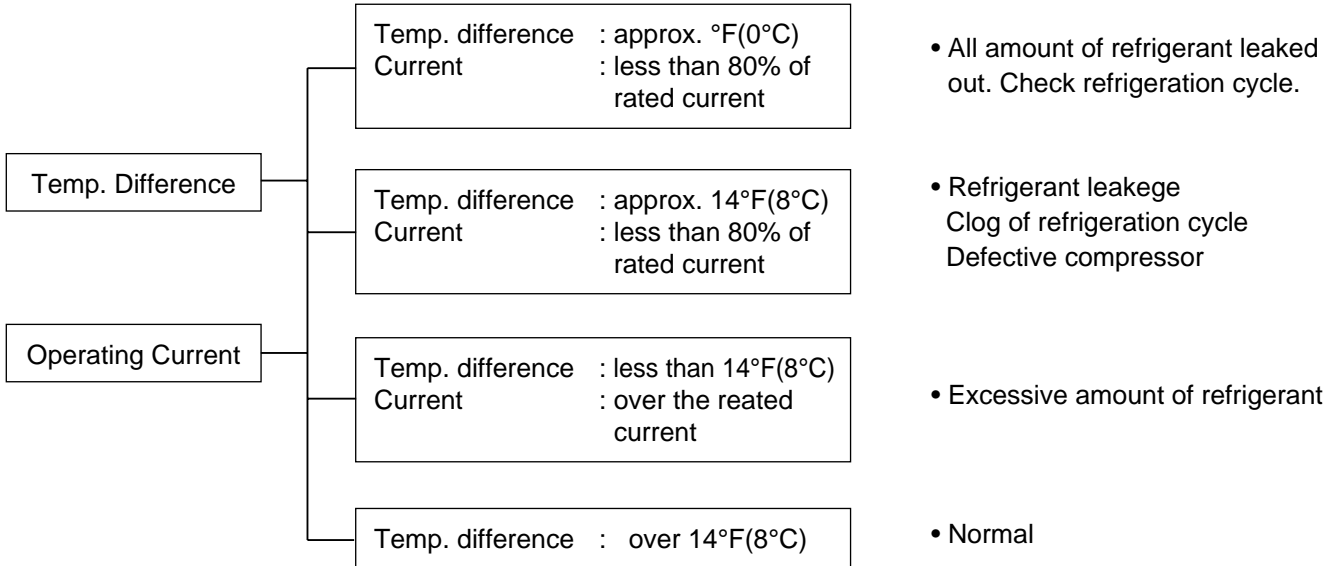 Temp. difference : approx. °F(0°C)
Current : less than 80% of
rated current
• All amount of refrigerant leaked
out. Check refrigeration cycle.
Temp. Difference
Temp. difference : approx. 14°F(8°C)
Current : less than 80% of
rated current
• Refrigerant leakege
Clog of refrigeration cycle
Defective compressor
Operating Current
Temp. difference : less than 14°F(8°C)
Current : over the reated
current
• Excessive amount of refrigerant
Temp. difference : over 14°F(8°C)
• Normal